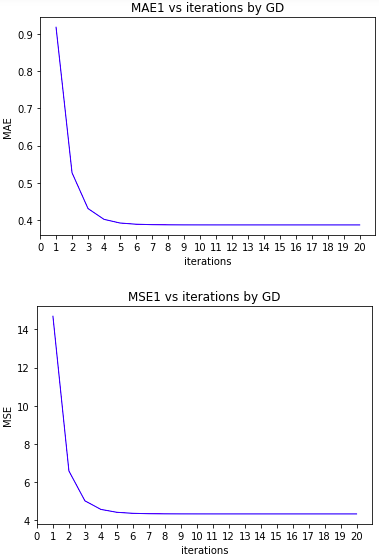 MAE1 vs iterations by GD
0.9
0.8
0.7
0.6
0.5
0.4
MAE
0 1 2 3 4 5 6 7 8 9 10 11 12 13 14 15 16 17 18 19 20
iterations
MSE1 vs iterations by GD
14
12
10
8
6
4
MSE
0 1 2 3 4 5 6 7 8 9 10 11 12 13 14 15 16 17 18 19 20
iterations